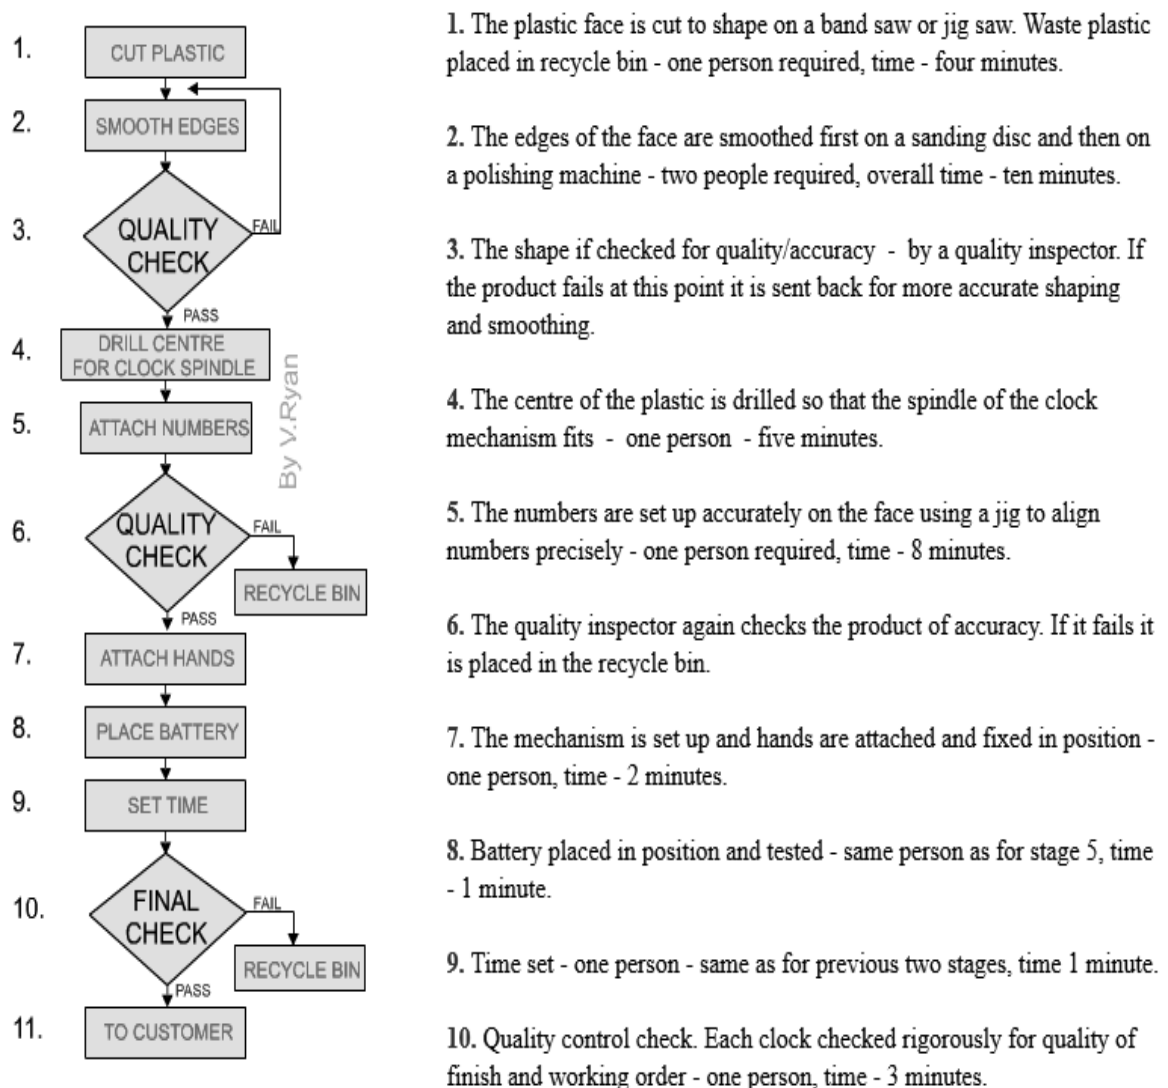 1.
CUT PLASTIC
2.
SMOOTH EDGES
3.
QUALITY
CHECK
FAIL
PASS
4.
DRILL CENTRE
FOR CLOCK SPINDLE
5.
ATTACH NUMBERS
By V.Ryan
6.
QUALITY
CHECK
FAIL
RECYCLE BIN
PASS
7.
ATTACH HANDS
8.
PLACE BATTERY
9.
SET TIME
10.
FINAL
CHECK
FAIL
RECYCLE BIN
PASS
11.
TO CUSTOMER
1. The plastic face is cut to shape on a band saw or jig saw. Waste plastic
placed in recycle bin - one person required, time - four minutes.
2. The edges of the face are smoothed first on a sanding disc and then on
a polishing machine - two people required, overall time - ten minutes.
3. The shape if checked for quality/accuracy - by a quality inspector. If
the product fails at this point it is sent back for more accurate shaping
and smoothing.
4. The centre of the plastic is drilled so that the spindle of the clock
mechanism fits - one person - five minutes.
5. The numbers are set up accurately on the face using a jig to align
numbers precisely - one person required, time - 8 minutes.
6. The quality inspector again checks the product of accuracy. If it fails it
is placed in the recycle bin.
7. The mechanism is set up and hands are attached and fixed in position -
one person, time - 2 minutes.
8. Battery placed in position and tested - same person as for stage 5, time
- 1 minute.
9. Time set - one person - same as for previous two stages, time 1 minute.
10. Quality control check. Each clock checked rigorously for quality of
finish and working order - one person, time - 3 minutes.